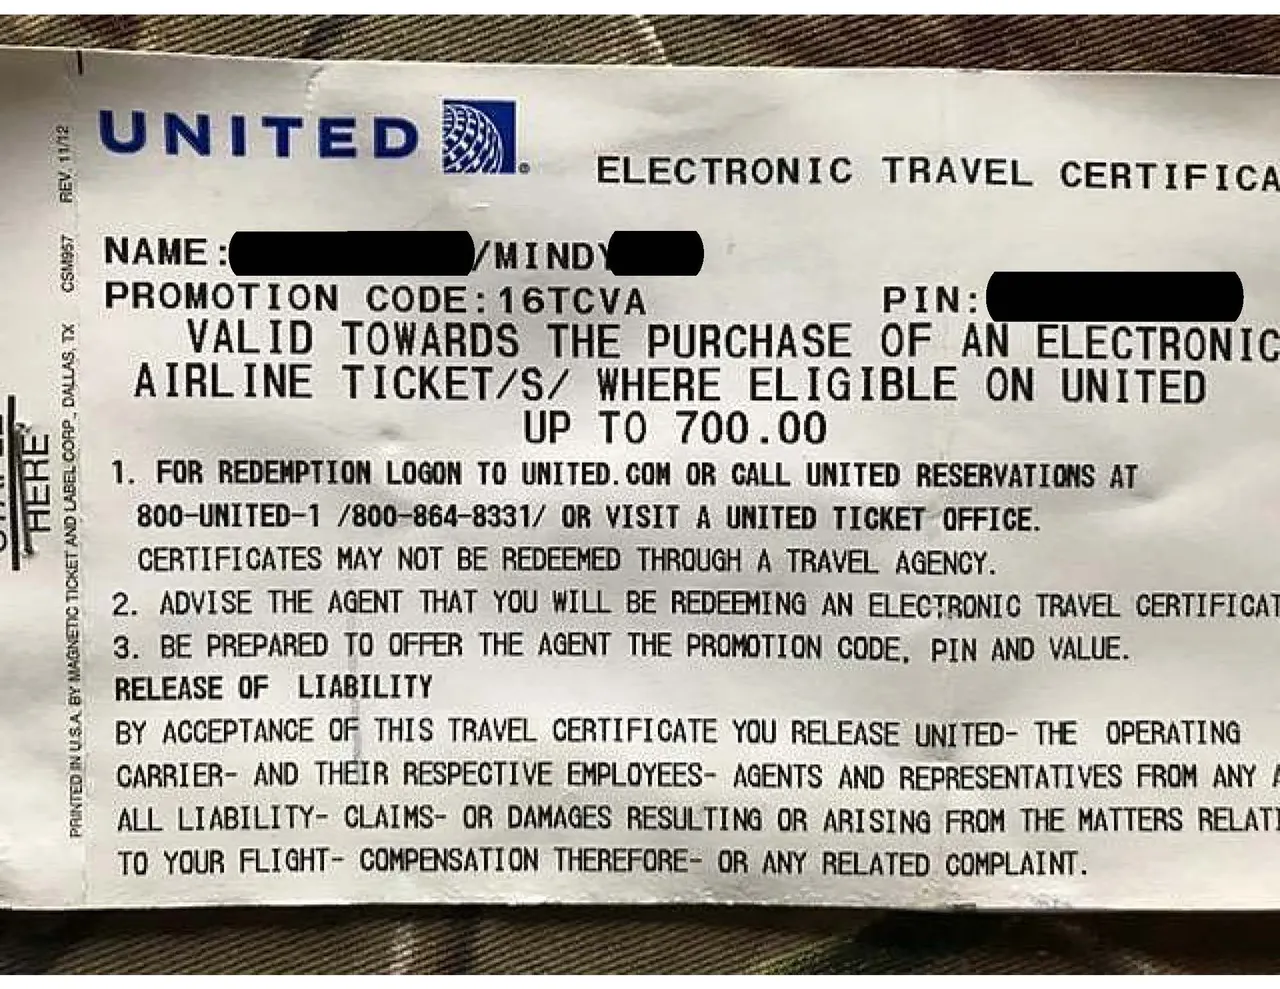 UNITED
ELECTRONIC TRAVEL CERTIFICA
NAME: /MINDY
PROMOTION CODE:16TCVA PIN:
VALID TOWARDS THE PURCHASE OF AN ELECTRONIC
AIRLINE TICKET/S/ WHERE ELIGIBLE ON UNITED
UP TO 700.00
1. FOR REDEMPTION LOGON TO UNITED.COM OR CALL UNITED RESERVATIONS AT
800-UNITED-1 /800-864-8331/ OR VISIT A UNITED TICKET OFFICE.
CERTIFICATES MAY NOT BE REDEEMED THROUGH A TRAVEL AGENCY.
2. ADVISE THE AGENT THAT YOU WILL BE REDEEMING AN ELECTRONIC TRAVEL CERTIFICAT
3. BE PREPARED TO OFFER THE AGENT THE PROMOTION CODE, PIN AND VALUE.
RELEASE OF LIABILITY
BY ACCEPTANCE OF THIS TRAVEL CERTIFICATE YOU RELEASE UNITED- THE OPERATING
CARRIER- AND THEIR RESPECTIVE EMPLOYEES- AGENTS AND REPRESENTATIVES FROM ANY
ALL LIABILITY- CLAIMS- OR DAMAGES RESULTING OR ARISING FROM THE MATTERS RELATI
TO YOUR FLIGHT- COMPENSATION THEREFORE- OR ANY RELATED COMPLAINT.
PRINTED IN U.S.A. BY MAGNETIC TICKET AND LABEL CORP., DALLAS, TX CSM957 REV. 11/12
HERE